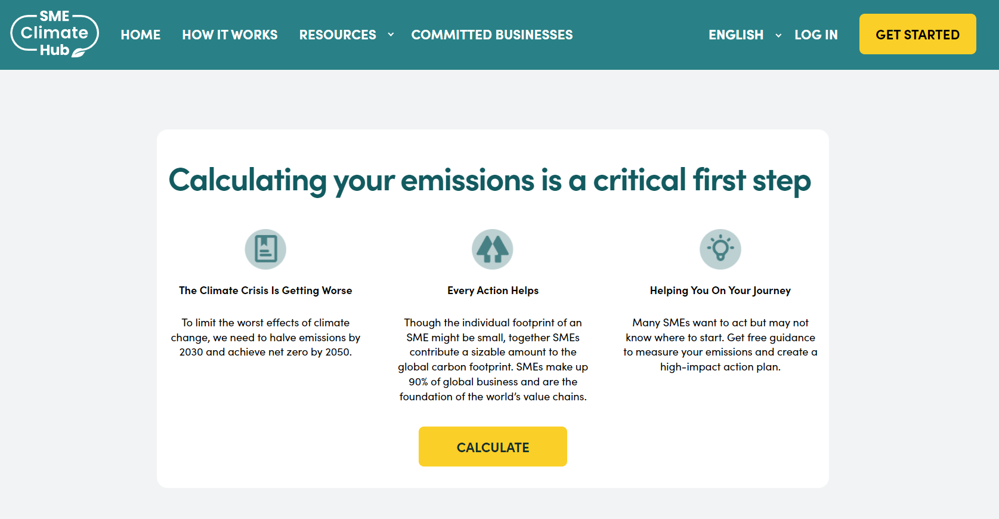 SME
Climate
Hub
HOME
HOW IT WORKS
RESOURCES
COMMITTED BUSINESSES
ENGLISH
LOG IN
GET STARTED
Calculating your emissions is a critical first step
The Climate Crisis Is Getting Worse
To limit the worst effects of climate
change, we need to halve emissions by
2030 and achieve net zero by 2050.
Every Action Helps
Though the individual footprint of an
SME might be small, together SMEs
contribute a sizable amount to the
global carbon footprint. SMEs make up
90% of global business and are the
foundation of the world’s value chains.
Helping You On Your Journey
Many SMEs want to act but may not
know where to start. Get free guidance
to measure your emissions and create a
high-impact action plan.
CALCULATE